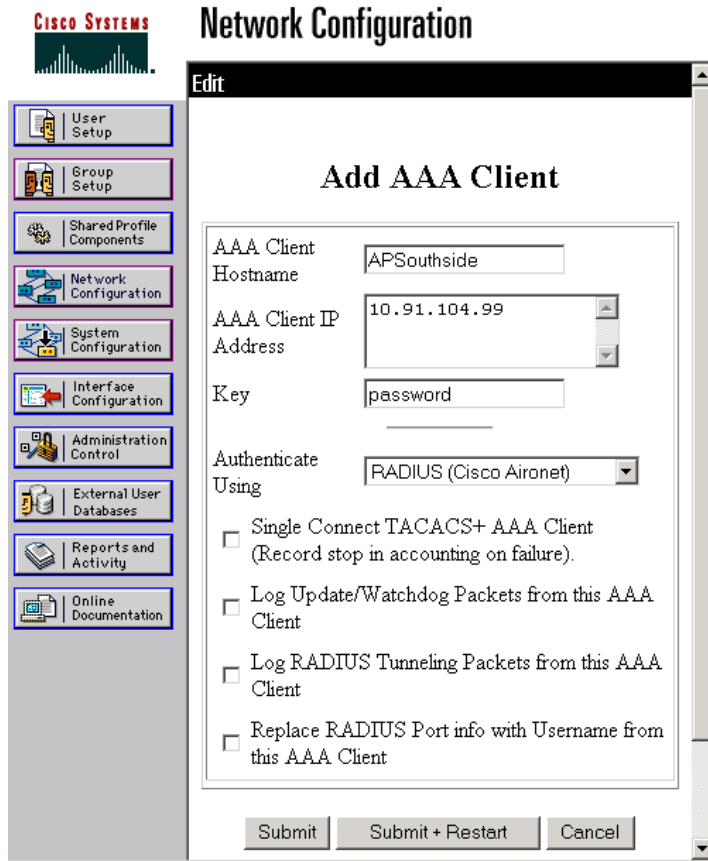 CISCO SYSTEMS
Network Configuration
User
Setup
Group
Setup
Shared Profile
Components
Network
Configuration
System
Configuration
Interface
Configuration
Administration
Control
External User
Databases
Reports and
Activity
Online
Documentation
Edit
Add AAA Client
AAA Client
Hostname
APSouthside
AAA Client IP
Address
10.91.104.99
Key
password
Authenticate
Using
RADIUS (Cisco Aironet)
Single Connect TACACS+ AAA Client
(Record stop in accounting on failure).
Log Update/Watchdog Packets from this AAA
Client
Log RADIUS Tunneling Packets from this AAA
Client
Replace RADIUS Port info with Username from
this AAA Client
Submit
Submit + Restart
Cancel